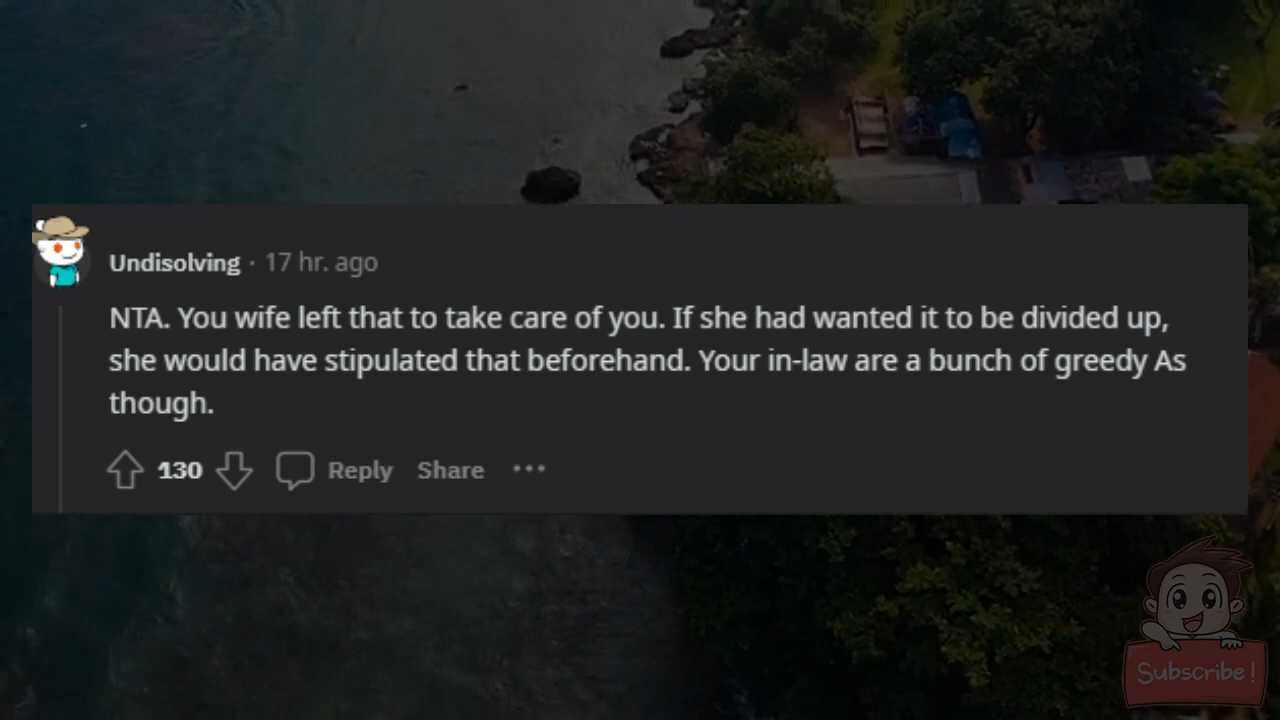 Undisolving · 17 hr. ago
NTA. You wife left that to take care of you. If she had wanted it to be divided up,
she would have stipulated that beforehand. Your in-law are a bunch of greedy As
though.
130 Reply Share ...
Subscribe!